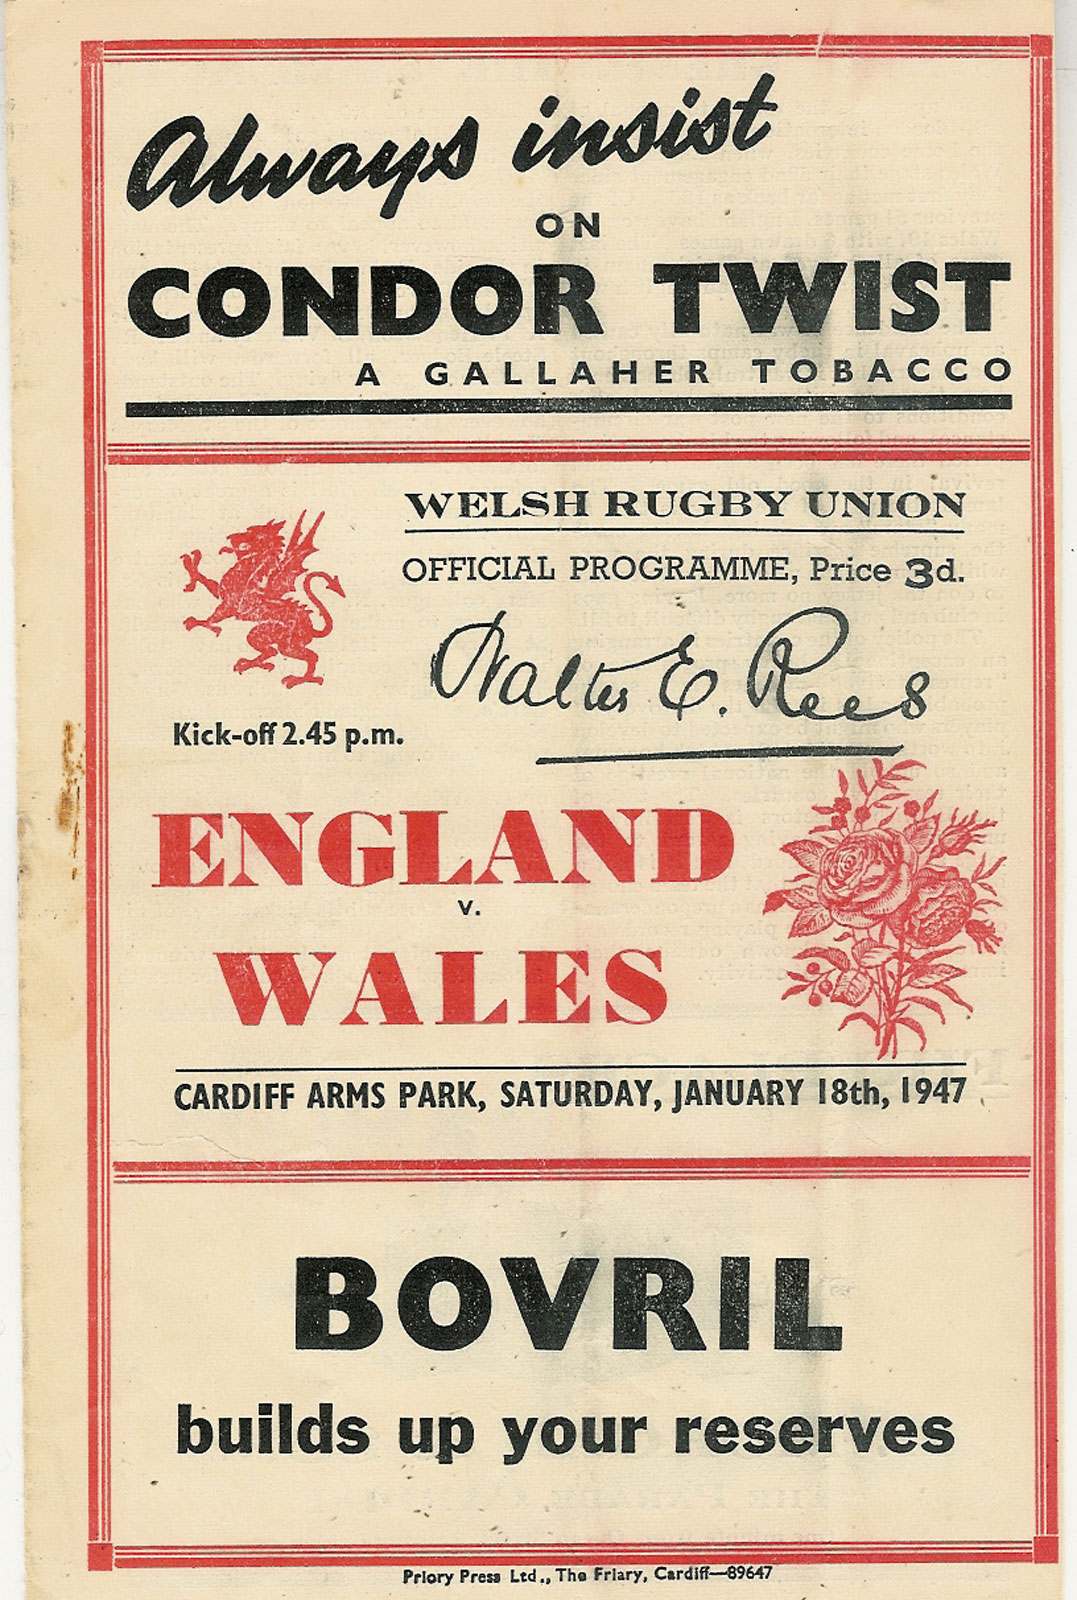 Always insist
ON
CONDOR TWIST
A GALLAHER TOBACCO
WELSH RUGBY UNION
OFFICIAL PROGRAMME, Price 3d.
Walter E. Rees
Kick-off 2.45 p.m.
ENGLAND
v.
WALES
CARDIFF ARMS PARK, SATURDAY, JANUARY 18th, 1947
BOVRIL
builds up your reserves
Priory Press Ltd., The Friary, Cardiff—89647